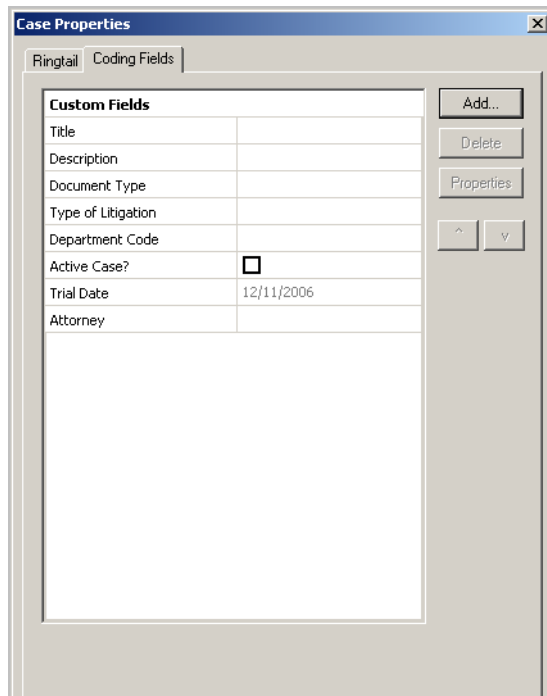 Case Properties
Ringtail Coding Fields
Custom Fields
Add...
Title
Delete
Description
Document Type
Properties
Type of Litigation
Department Code
^ v
Active Case?
Trial Date 12/11/2006
Attorney